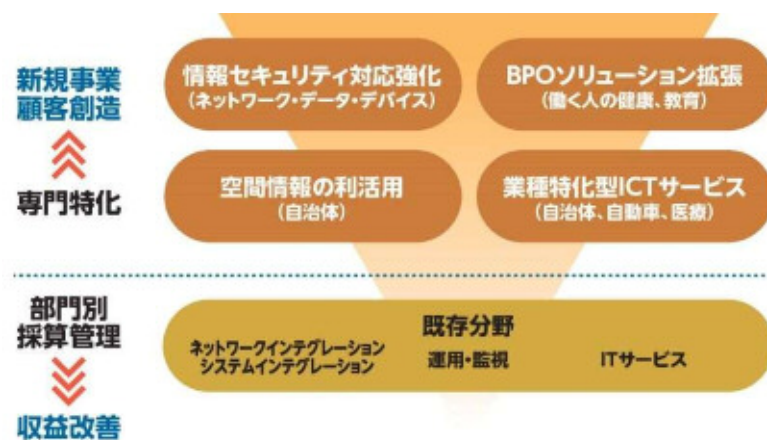 新規事業
顧客創造
専門特化
情報セキュリティ対応強化
(ネットワーク・データ・デバイス)
BPOソリューション拡張
(働く人の健康、教育)
空間情報の利活用
(自治体)
業種特化型ICTサービス
(自治体、自動車、医療)
部門別
採算管理
収益改善
既存分野
ネットワークインテグレーション
システムインテグレーション
運用・監視
ITサービス